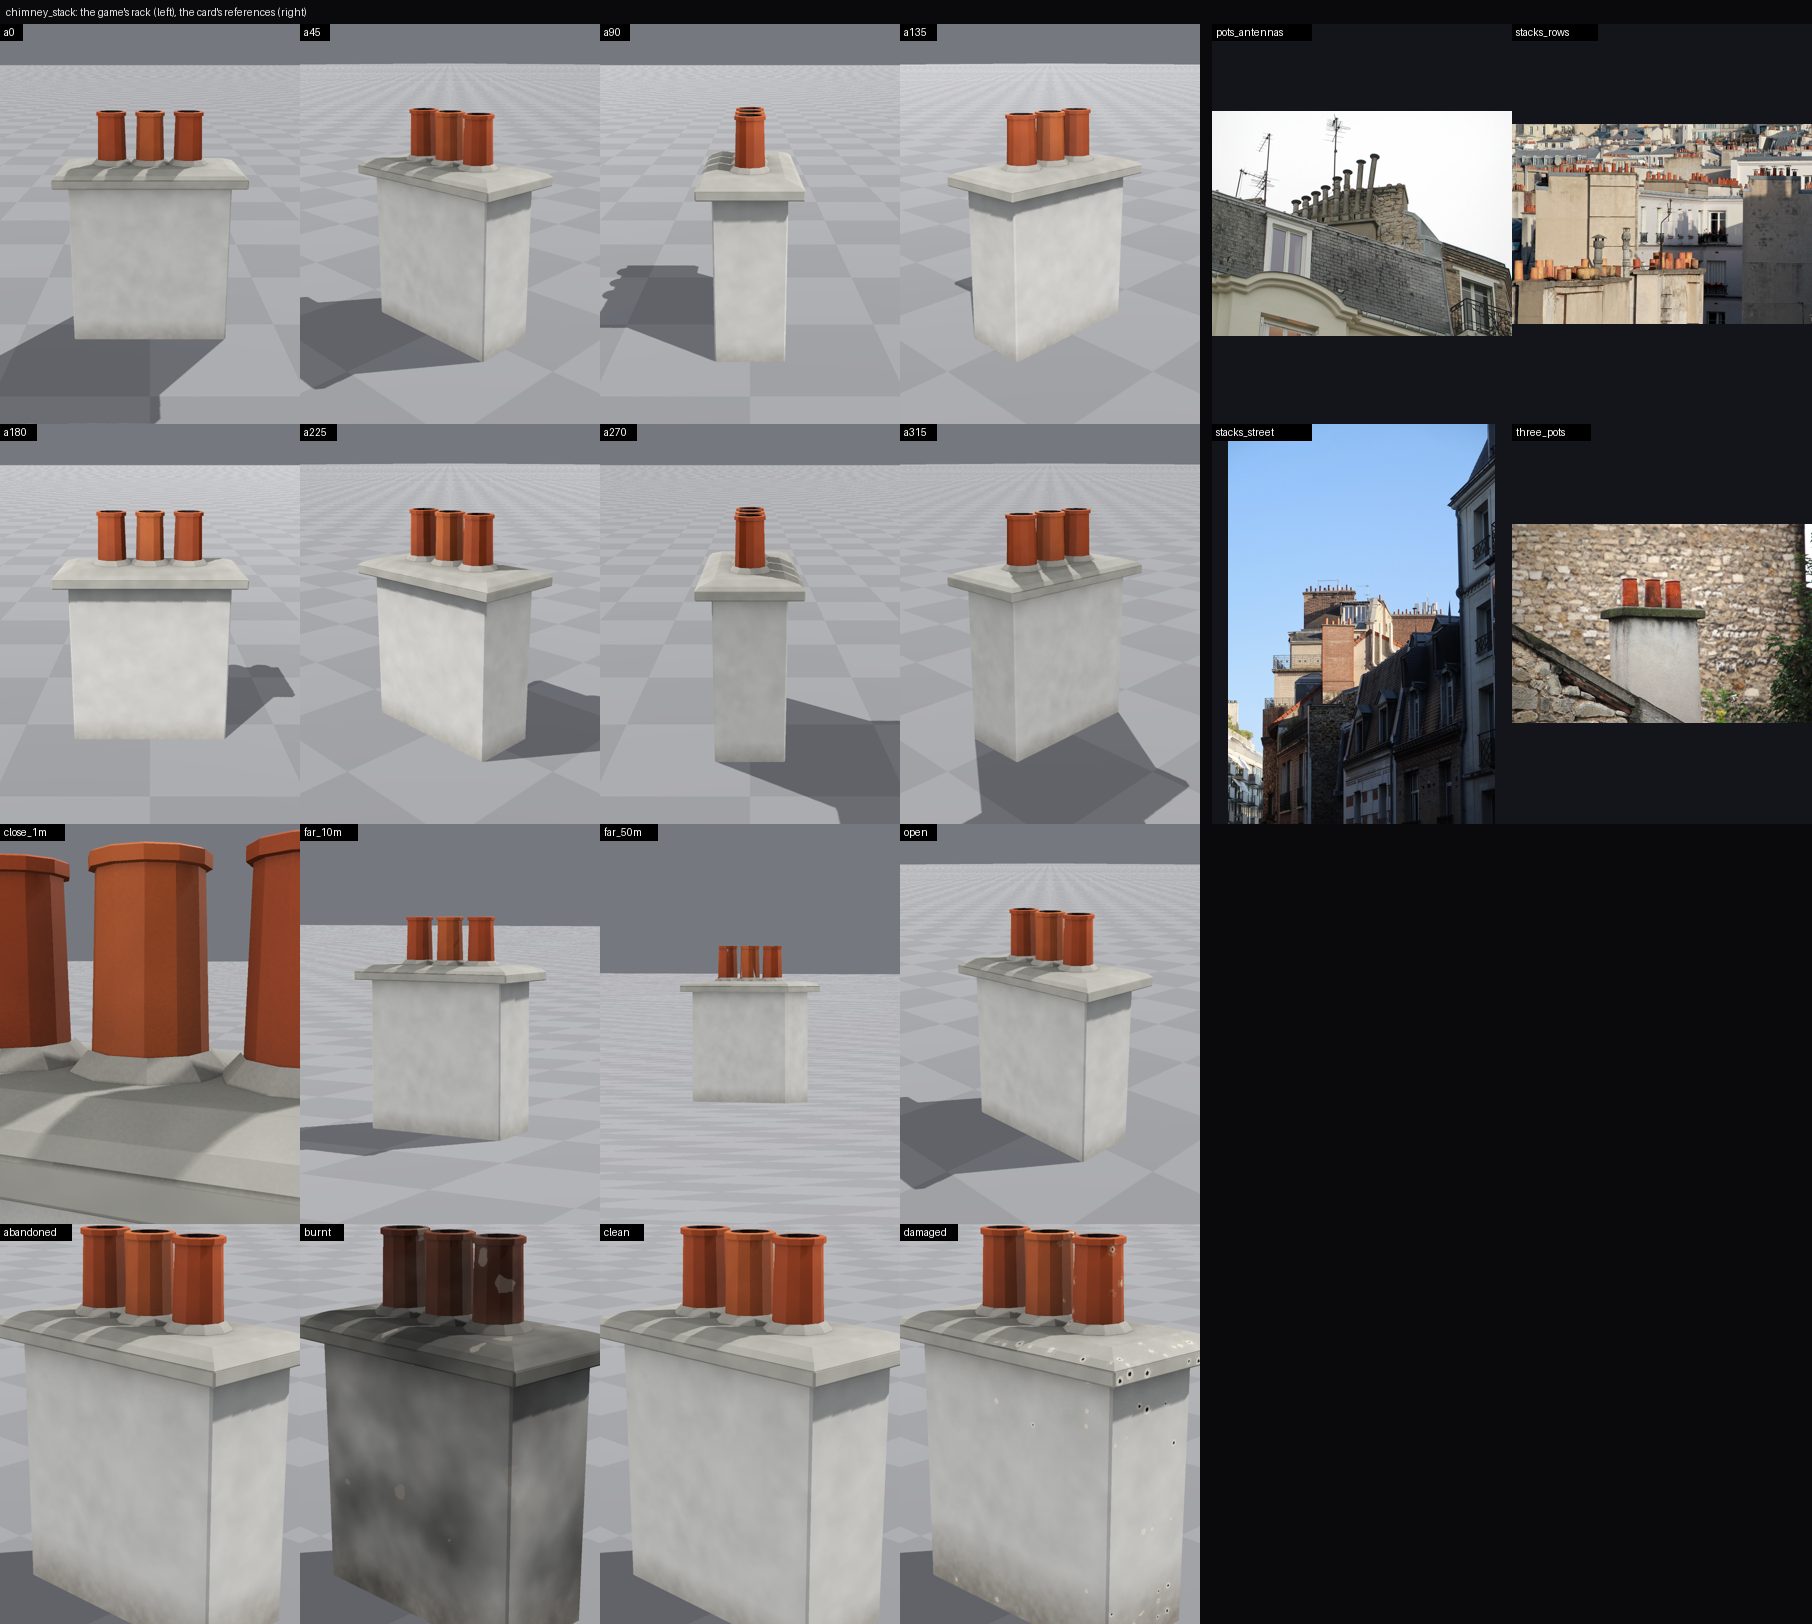 chimney_stack: the game's rack (left), the card's references (right)
a0
a45
a90
a135
pots_antennas
stacks_rows
a180
a225
a270
a315
stacks_street
three_pots
close_1m
far_10m
far_50m
open
abandoned
burnt
clean
damaged